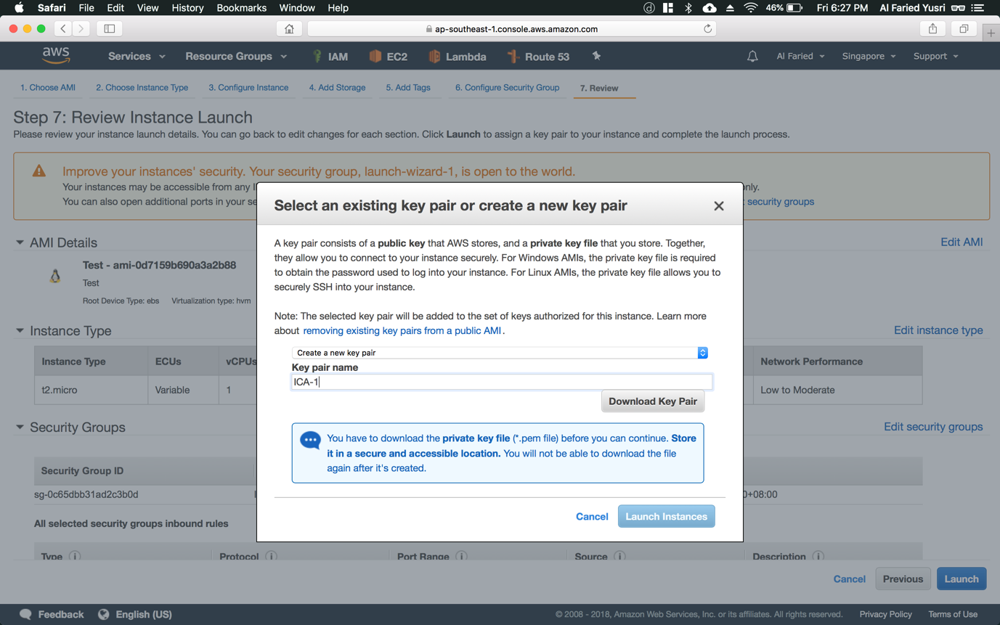 Safari File Edit View History Bookmarks Window Help 46% Fri 6:27 PM Al Faried Yusri
ap-southeast-1.console.aws.amazon.com
aws Services Resource Groups IAM EC2 Lambda Route 53 Al Faried Singapore Support
1. Choose AMI 2. Choose Instance Type 3. Configure Instance 4. Add Storage 5. Add Tags 6. Configure Security Group 7. Review
Step 7: Review Instance Launch
Please review your instance launch details. You can go back to edit changes for each section. Click Launch to assign a key pair to your instance and complete the launch process.
Improve your instances' security. Your security group, launch-wizard-1, is open to the world.
Your instances may be accessible from any only.
You can also open additional ports in your security groups
Select an existing key pair or create a new key pair
A key pair consists of a public key that AWS stores, and a private key file that you store. Together,
they allow you to connect to your instance securely. For Windows AMIs, the private key file is required
to obtain the password used to log into your instance. For Linux AMIs, the private key file allows you to
securely SSH into your instance.
Note: The selected key pair will be added to the set of keys authorized for this instance. Learn more
about removing existing key pairs from a public AMI.
Create a new key pair
Key pair name
ICA-1
Download Key Pair
You have to download the private key file (*.pem file) before you can continue. Store
it in a secure and accessible location. You will not be able to download the file
again after it's created.
Cancel Launch Instances
AMI Details Edit AMI
Test - ami-0d7159b690a3a2b88
Test
Root Device Type: ebs Virtualization type: hvm
Instance Type Edit instance type
Instance Type ECUs vCPUs Network Performance
t2.micro Variable 1 Low to Moderate
Security Groups Edit security groups
Security Group ID
sg-0c65dbb31ad2c3b0d 0+08:00
All selected security groups inbound rules
Type Protocol Port Range Source Description
Cancel Previous Launch
Feedback English (US) © 2008 - 2018, Amazon Web Services, Inc. or its affiliates. All rights reserved. Privacy Policy Terms of Use